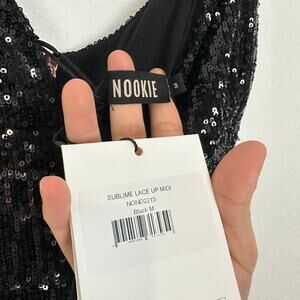 NOOKIE
M
SUBLIME LACE UP MIDI
NOND2215
Black M